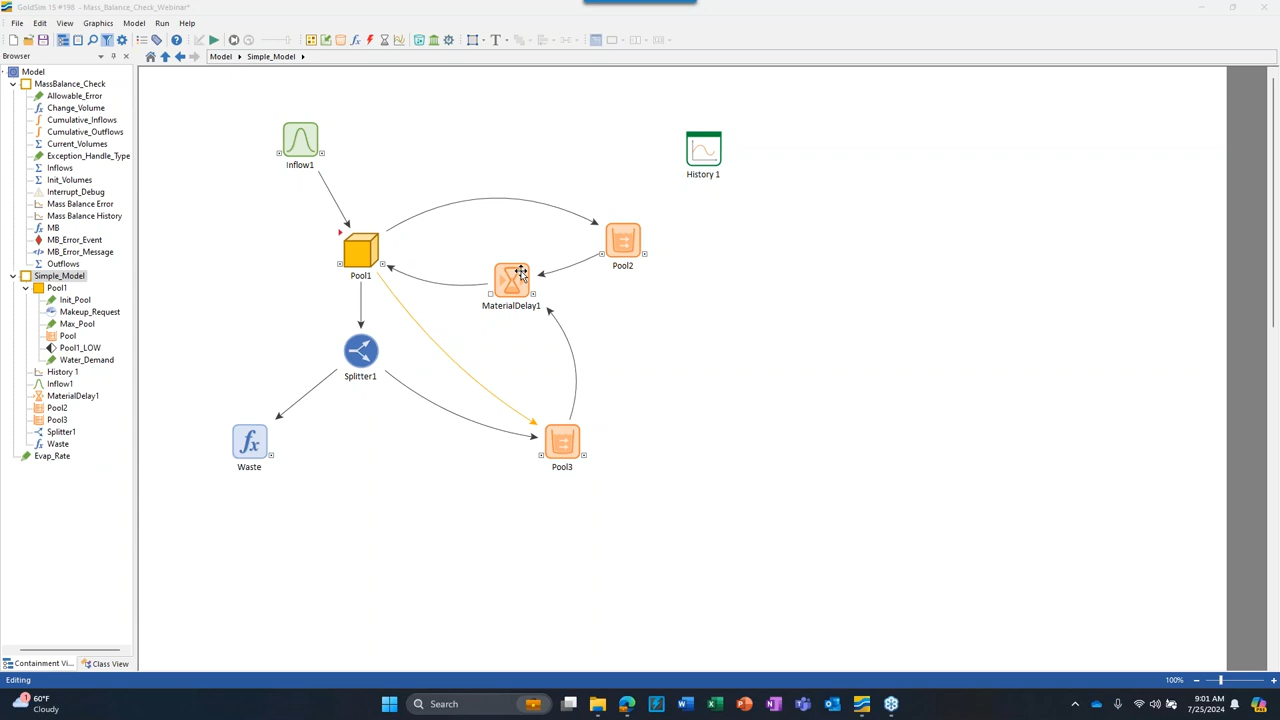 GoldSim 15 #198 - Mass_Balance_Check_Webinar*
File Edit View Graphics Model Run Help
Browser
Model Simple_Model
Model
MassBalance_Check
Allowable_Error
Change_Volume
Cumulative_Inflows
Cumulative_Outflows
Current_Volumes
Exception_Handle_Type
Inflows
Init_Volumes
Interrupt_Debug
Mass Balance Error
Mass Balance History
MB
MB_Error_Event
MB_Error_Message
Outflows
Simple_Model
Pool1
Init_Pool
Makeup_Request
Max_Pool
Pool
Pool1_LOW
Water_Demand
History 1
Inflow1
MaterialDelay1
Pool2
Pool3
Splitter1
Waste
Evap_Rate
Inflow1
History 1
Pool2
Pool1
MaterialDelay1
Splitter1
Waste
Pool3
Containment Vi...
Class View
Editing
100%
1
60°F
Cloudy
Search
9:01 AM
7/25/2024